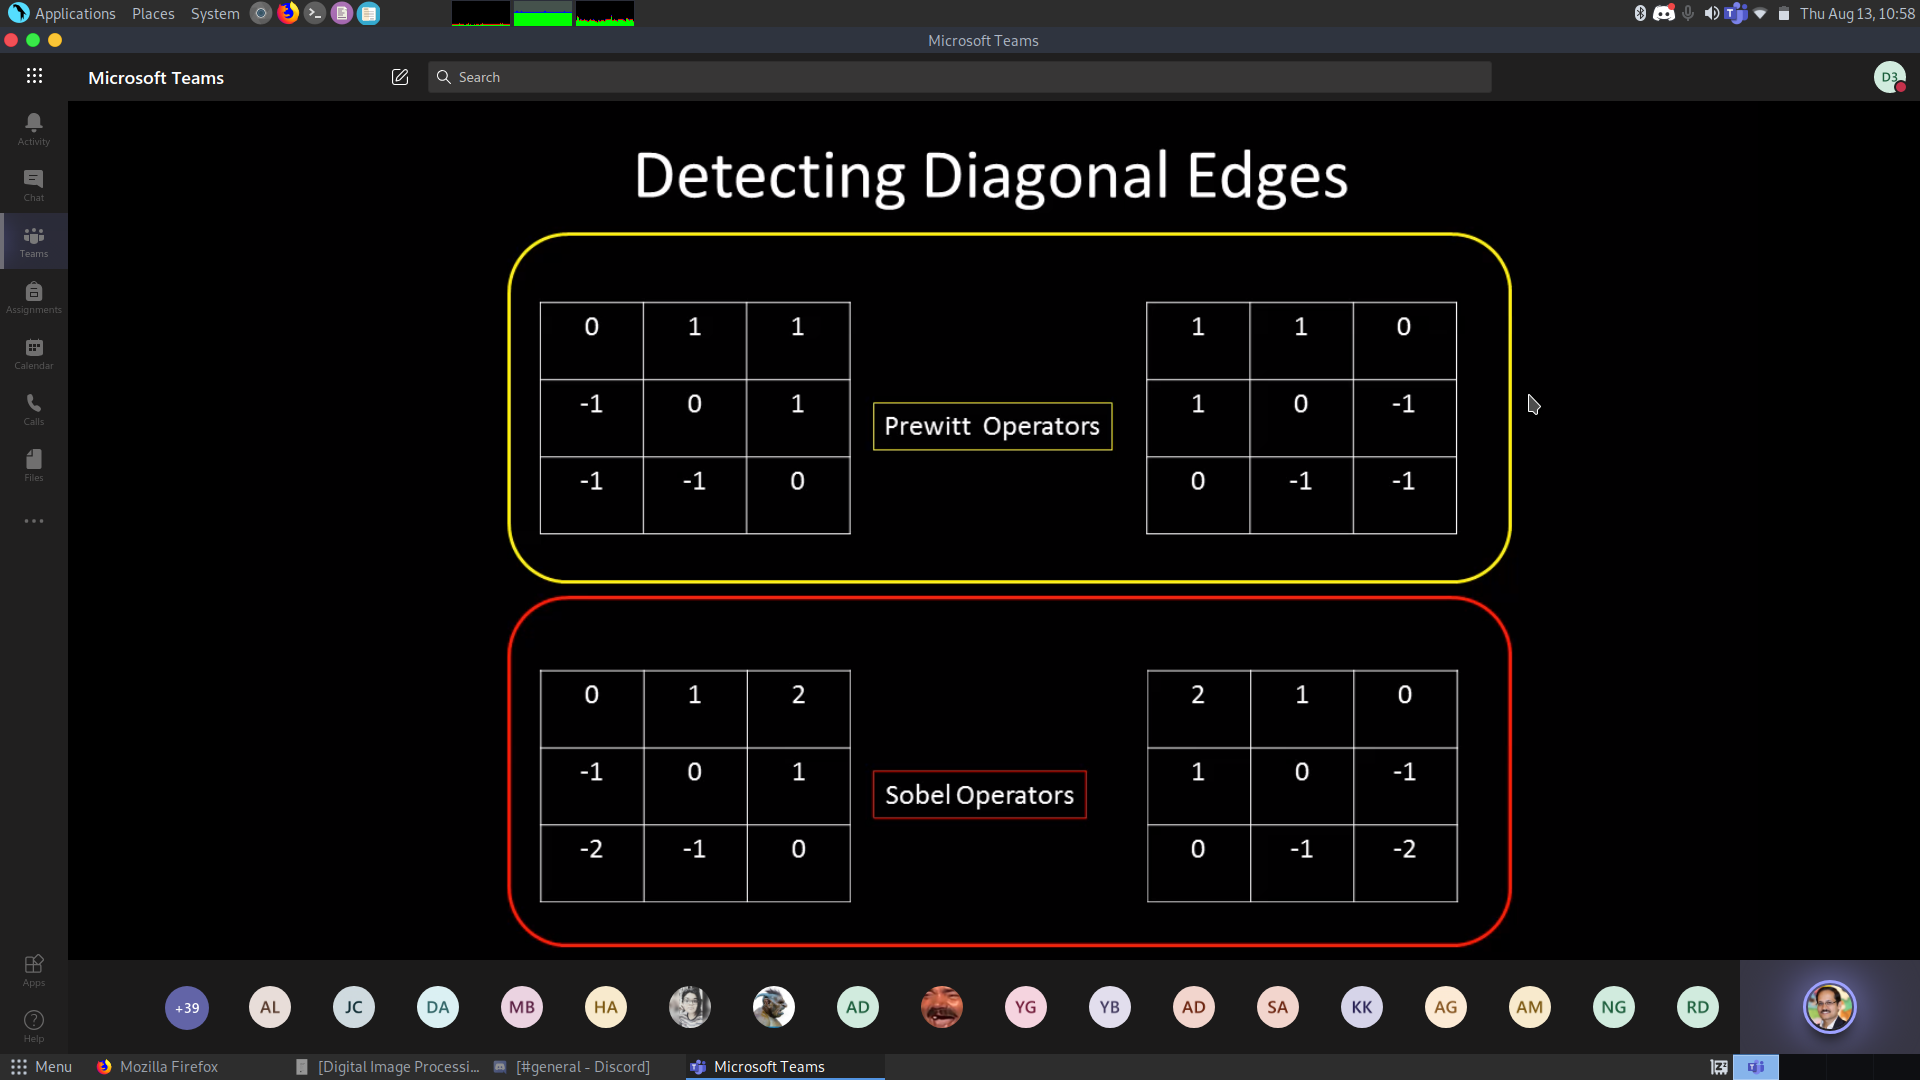 Applications Places System
Thu Aug 13, 10:58
Microsoft Teams
Microsoft Teams
Search
D3
Activity
Chat
Teams
Assignments
Calendar
Calls
Files
Apps
Help
Detecting Diagonal Edges
0 1 1
-1 0 1
-1 -1 0
Prewitt Operators
1 1 0
1 0 -1
0 -1 -1
0 1 2
-1 0 1
-2 -1 0
Sobel Operators
2 1 0
1 0 -1
0 -1 -2
+39 AL JC DA MB HA AD YG YB AD SA KK AG AM NG RD
Menu Mozilla Firefox [Digital Image Processi... [#general - Discord] Microsoft Teams